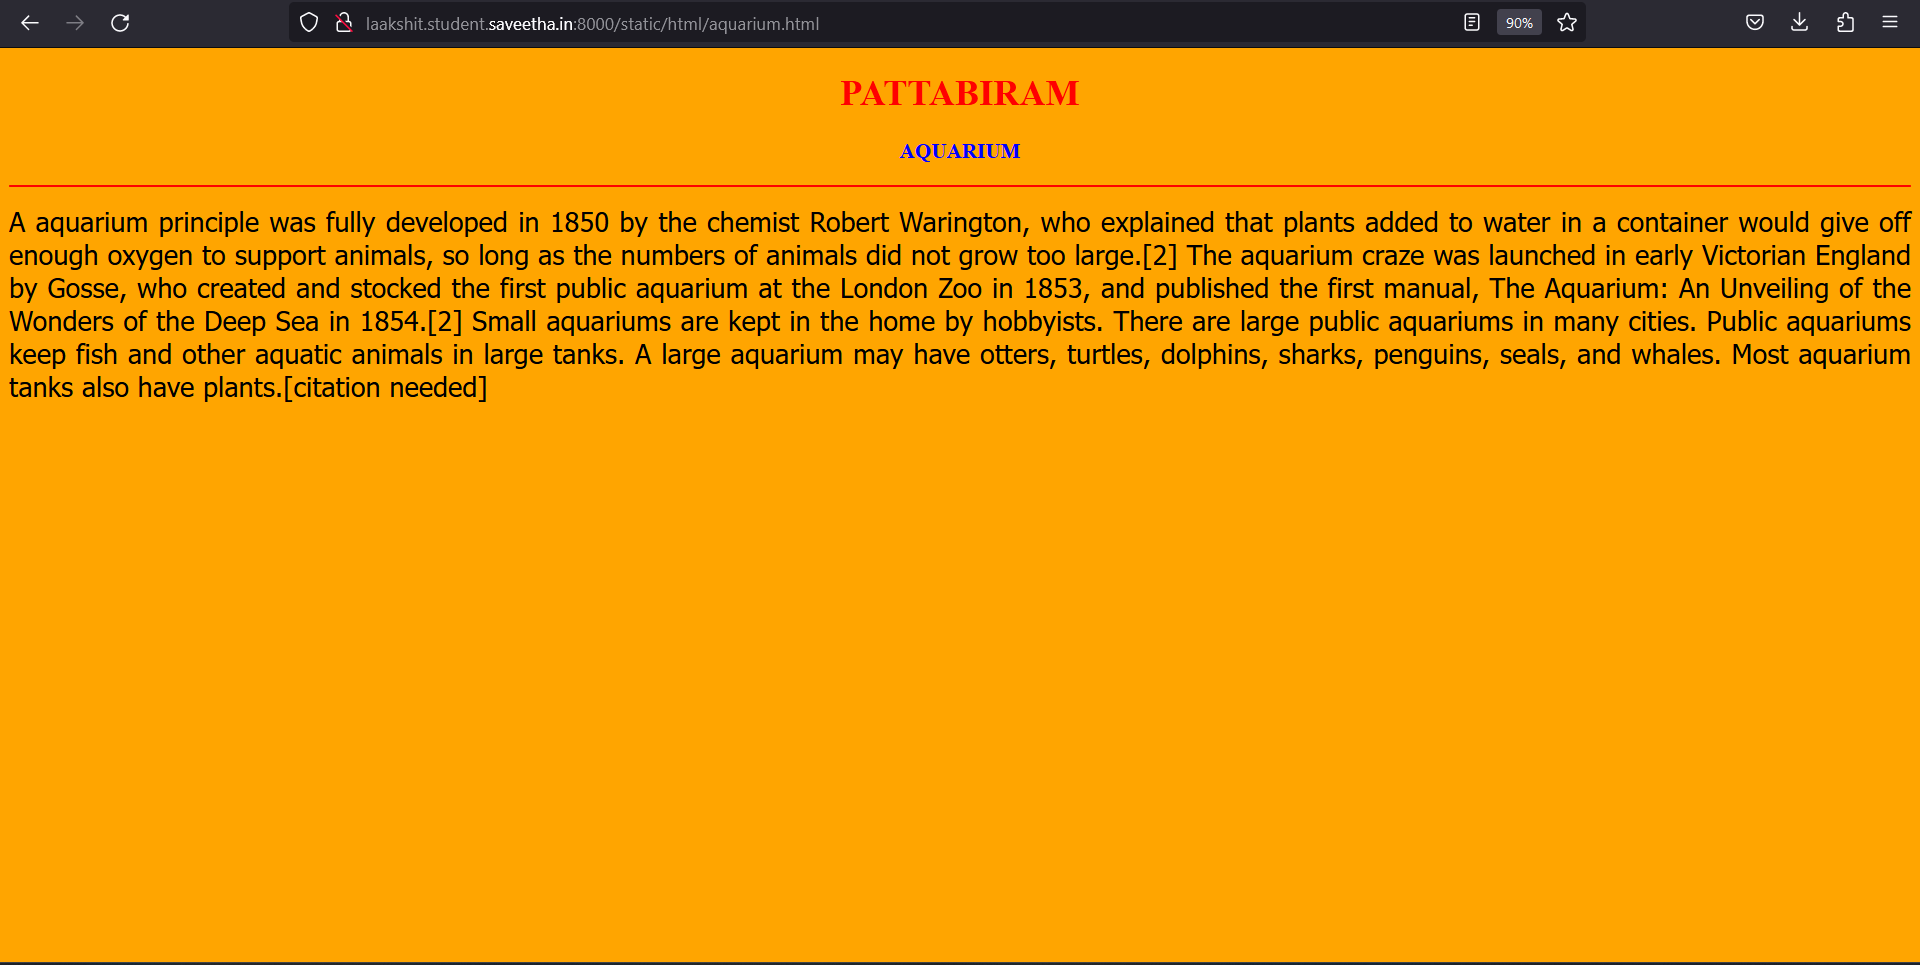 laakshit.student.saveetha.in:8000/static/html/aquarium.html
90%
PATTABIRAM
AQUARIUM
A aquarium principle was fully developed in 1850 by the chemist Robert Warington, who explained that plants added to water in a container would give off
enough oxygen to support animals, so long as the numbers of animals did not grow too large.[2] The aquarium craze was launched in early Victorian England
by Gosse, who created and stocked the first public aquarium at the London Zoo in 1853, and published the first manual, The Aquarium: An Unveiling of the
Wonders of the Deep Sea in 1854.[2] Small aquariums are kept in the home by hobbyists. There are large public aquariums in many cities. Public aquariums
keep fish and other aquatic animals in large tanks. A large aquarium may have otters, turtles, dolphins, sharks, penguins, seals, and whales. Most aquarium
tanks also have plants.[citation needed]